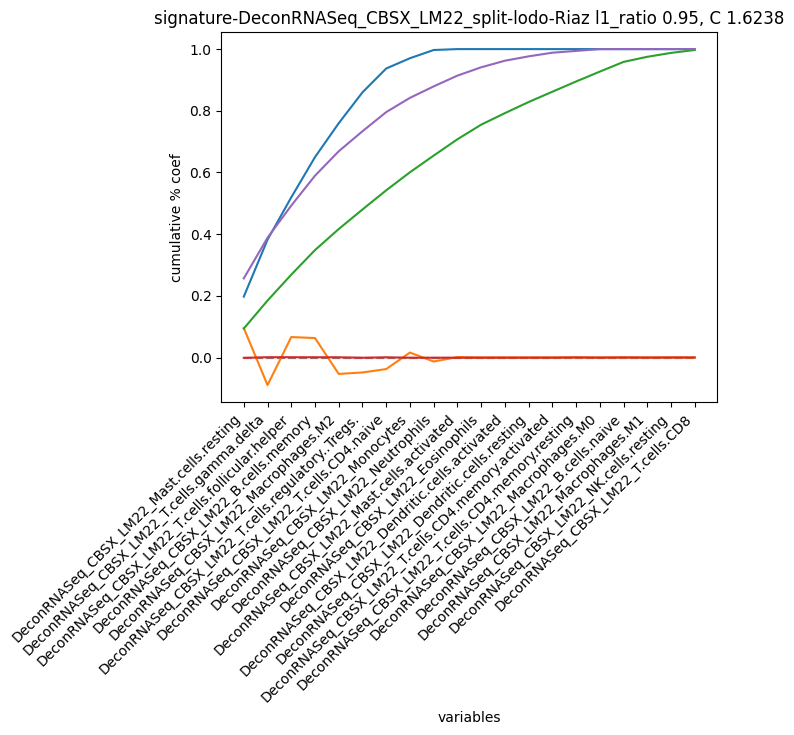 signature-DeconRNASeq_CBSX_LM22_split-lodo-Riaz l1_ratio 0.95, C 1.6238
cumulative % coef
1.0
0.8
0.6
0.4
0.2
0.0
DeconRNASeq_CBSX_LM22_Mast.cells.resting
DeconRNASeq_CBSX_LM22_T.cells.gamma.delta
DeconRNASeq_CBSX_LM22_T.cells.follicular.helper
DeconRNASeq_CBSX_LM22_B.cells.memory
DeconRNASeq_CBSX_LM22_Macrophages.M2
DeconRNASeq_CBSX_LM22_T.cells.regulatory..Tregs.
DeconRNASeq_CBSX_LM22_T.cells.CD4.naive
DeconRNASeq_CBSX_LM22_Monocytes
DeconRNASeq_CBSX_LM22_Neutrophils
DeconRNASeq_CBSX_LM22_Mast.cells.activated
DeconRNASeq_CBSX_LM22_Eosinophils
DeconRNASeq_CBSX_LM22_Dendritic.cells.activated
DeconRNASeq_CBSX_LM22_Dendritic.cells.resting
DeconRNASeq_CBSX_LM22_T.cells.CD4.memory.activated
DeconRNASeq_CBSX_LM22_T.cells.CD4.memory.resting
DeconRNASeq_CBSX_LM22_Macrophages.M0
DeconRNASeq_CBSX_LM22_B.cells.naive
DeconRNASeq_CBSX_LM22_Macrophages.M1
DeconRNASeq_CBSX_LM22_NK.cells.resting
DeconRNASeq_CBSX_LM22_T.cells.CD8
variables